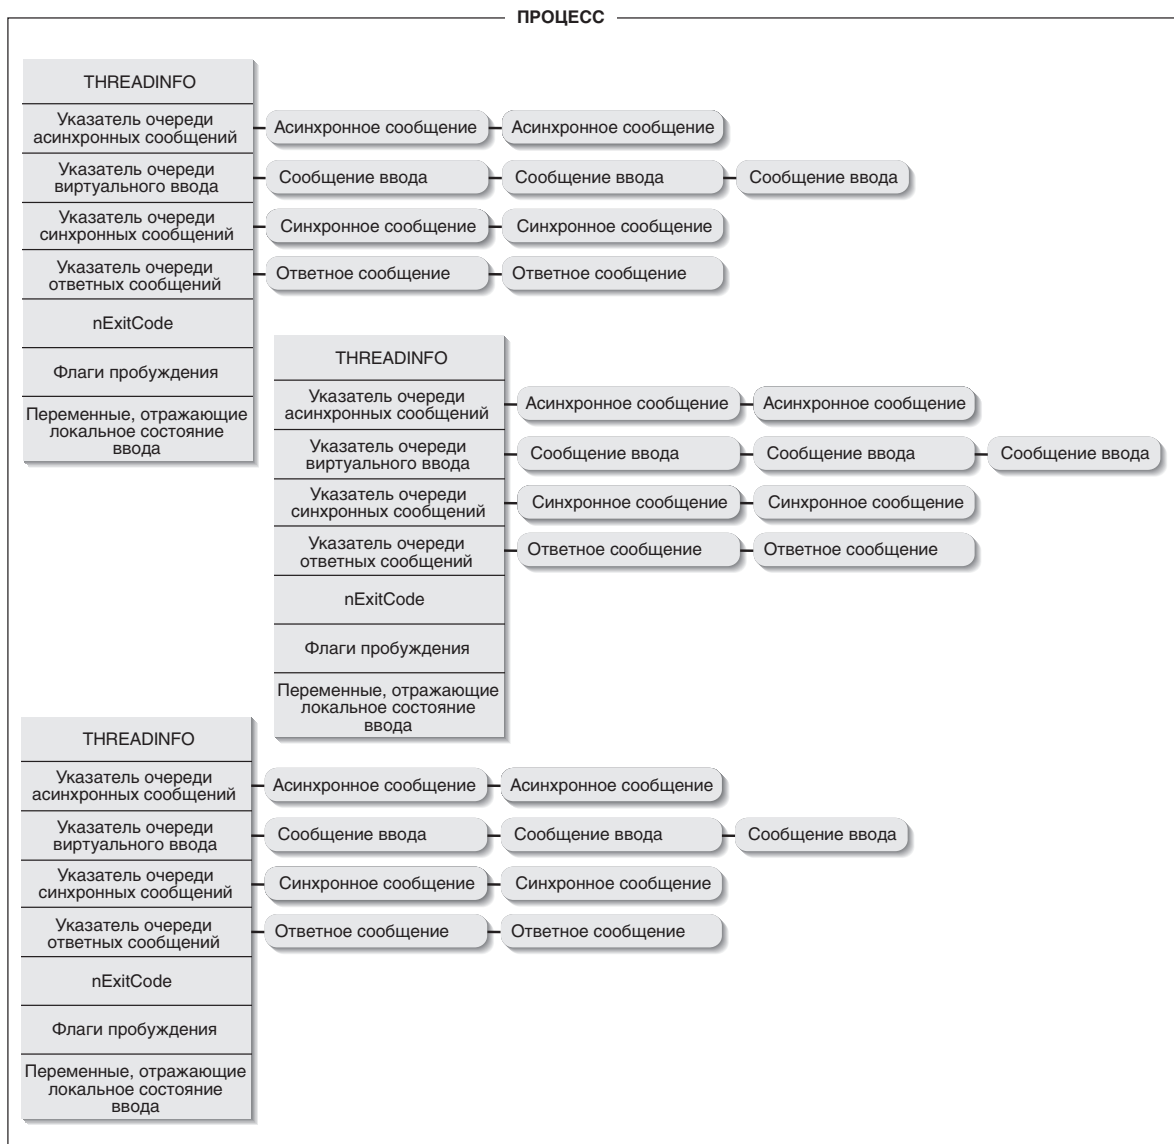 ПРОЦЕСС
THREADINFO
Указатель очереди
асинхронных сообщений
Асинхронное сообщение
Асинхронное сообщение
Указатель очереди
виртуального ввода
Сообщение ввода
Сообщение ввода
Сообщение ввода
Указатель очереди
синхронных сообщений
Синхронное сообщение
Синхронное сообщение
Указатель очереди
ответных сообщений
Ответное сообщение
Ответное сообщение
nExitCode
Флаги пробуждения
Переменные, отражающие
локальное состояние
ввода
THREADINFO
Указатель очереди
асинхронных сообщений
Асинхронное сообщение
Асинхронное сообщение
Указатель очереди
виртуального ввода
Сообщение ввода
Сообщение ввода
Сообщение ввода
Указатель очереди
синхронных сообщений
Синхронное сообщение
Синхронное сообщение
Указатель очереди
ответных сообщений
Ответное сообщение
Ответное сообщение
nExitCode
Флаги пробуждения
Переменные, отражающие
локальное состояние
ввода
THREADINFO
Указатель очереди
асинхронных сообщений
Асинхронное сообщение
Асинхронное сообщение
Указатель очереди
виртуального ввода
Сообщение ввода
Сообщение ввода
Сообщение ввода
Указатель очереди
синхронных сообщений
Синхронное сообщение
Синхронное сообщение
Указатель очереди
ответных сообщений
Ответное сообщение
Ответное сообщение
nExitCode
Флаги пробуждения
Переменные, отражающие
локальное состояние
ввода